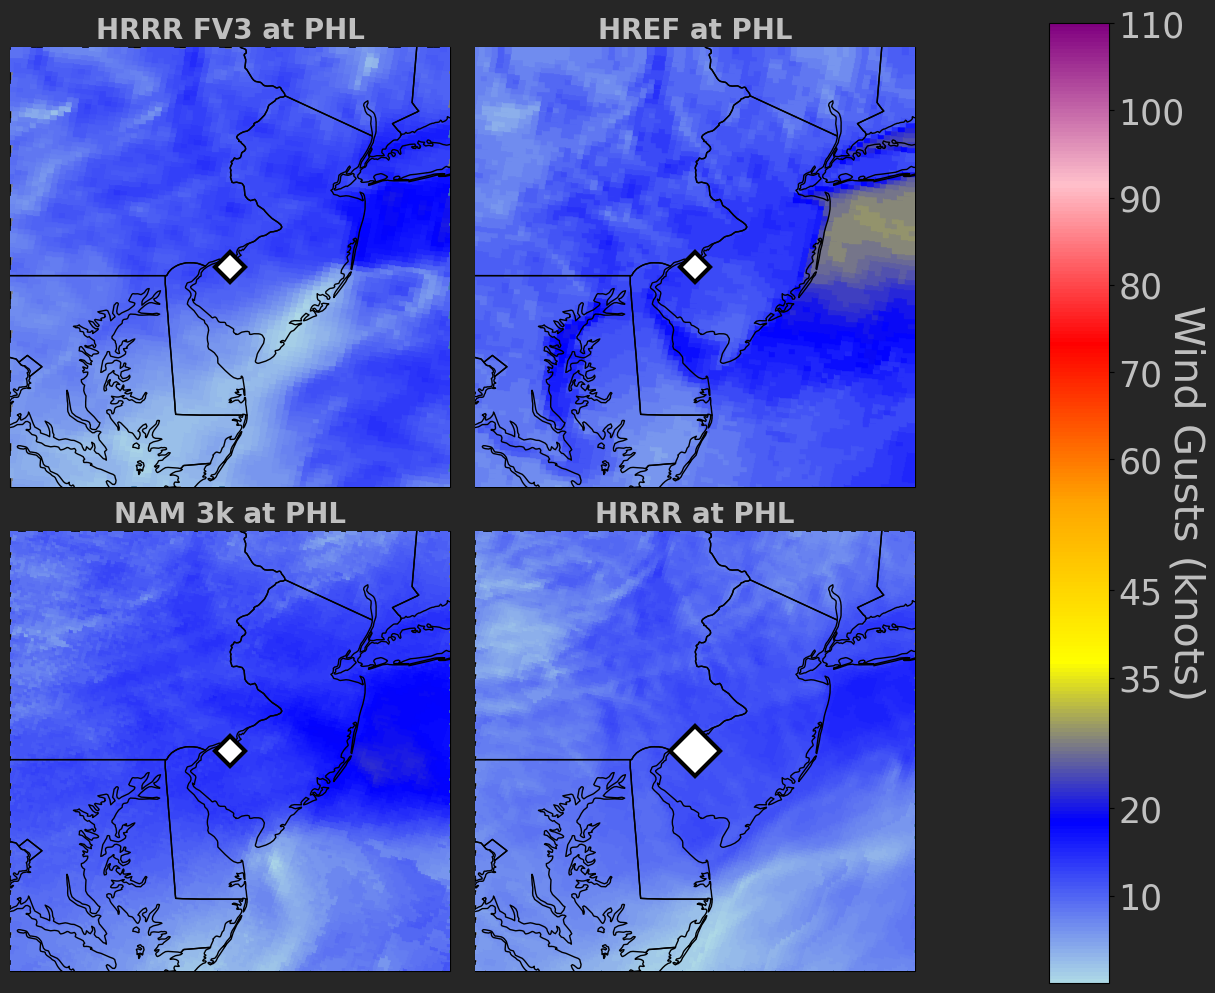 HRRR FV3 at PHL
HREF at PHL
NAM 3k at PHL
HRRR at PHL
110
100
90
80
70
60
45
35
20
10
Wind Gusts (knots)